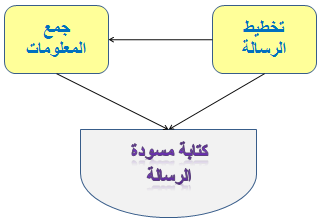 تخطيط
الرسالة
جمع
المعلومات
كتابة مسودة
الرسالة